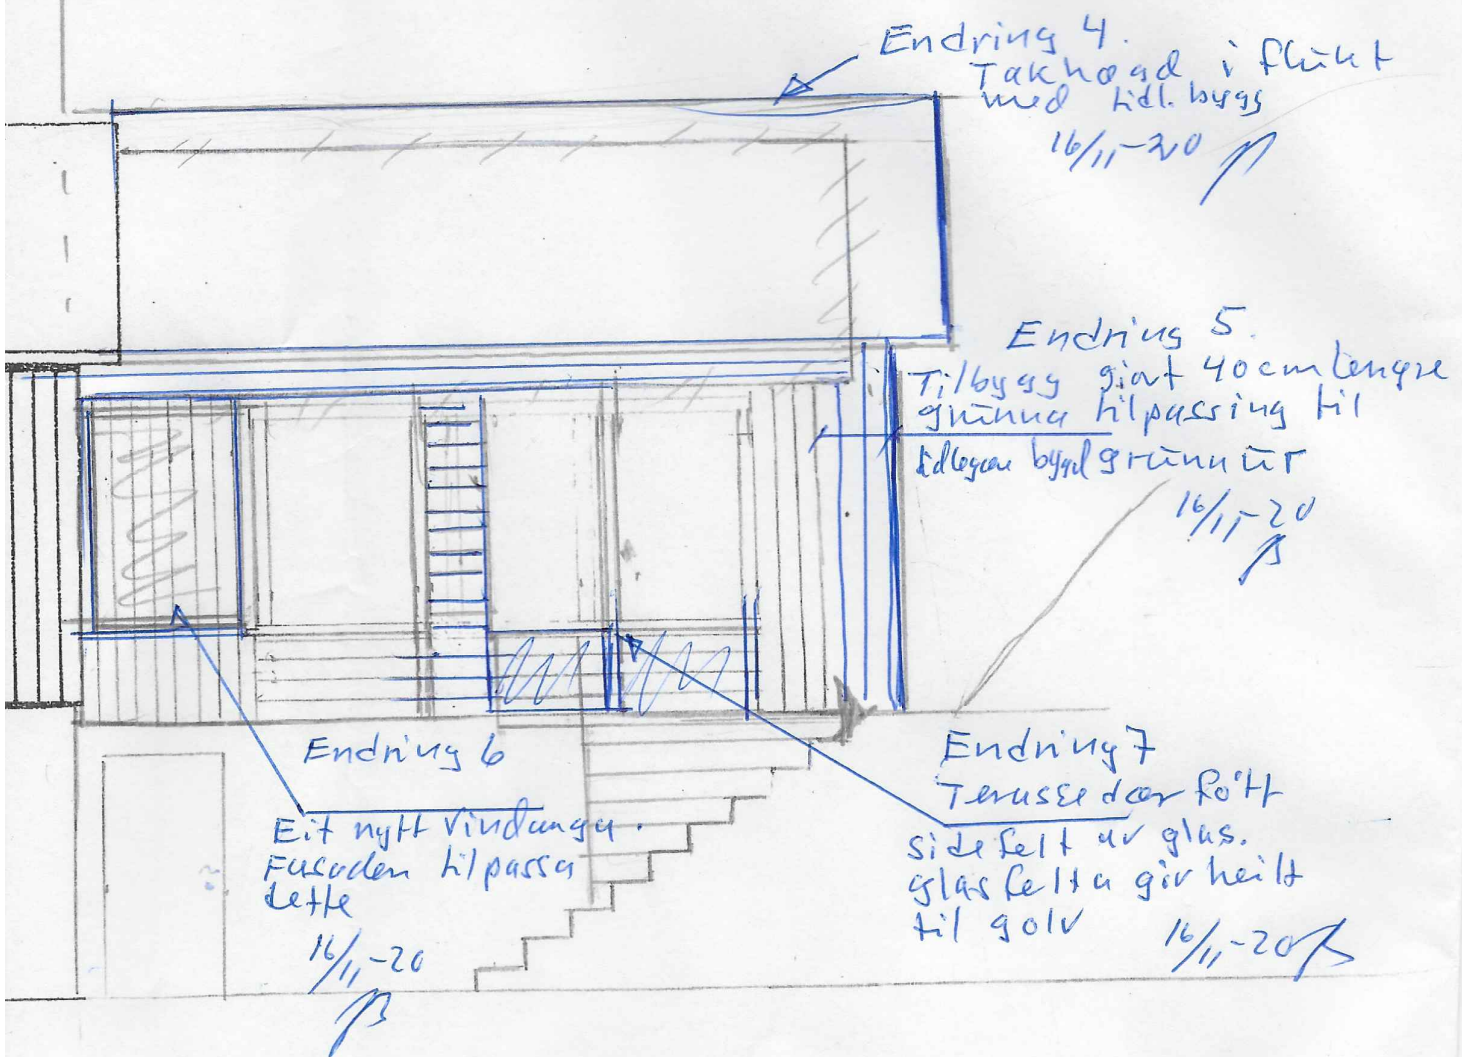 Endring 4.
Takhøgd i flukt
med tidl. bygg
16/11-20
Endring 5.
Tilbygg gjort 40cm lengre
grunna tilpassing til
bygd grunnur
16/11-20
Endring 6
Eit nytt vindauga.
Fasaden tilpassa
dette
16/11-20
Endring 7
Terassedør fått
sidefelt av glas.
glasfelta går heilt
til golv
16/11-20